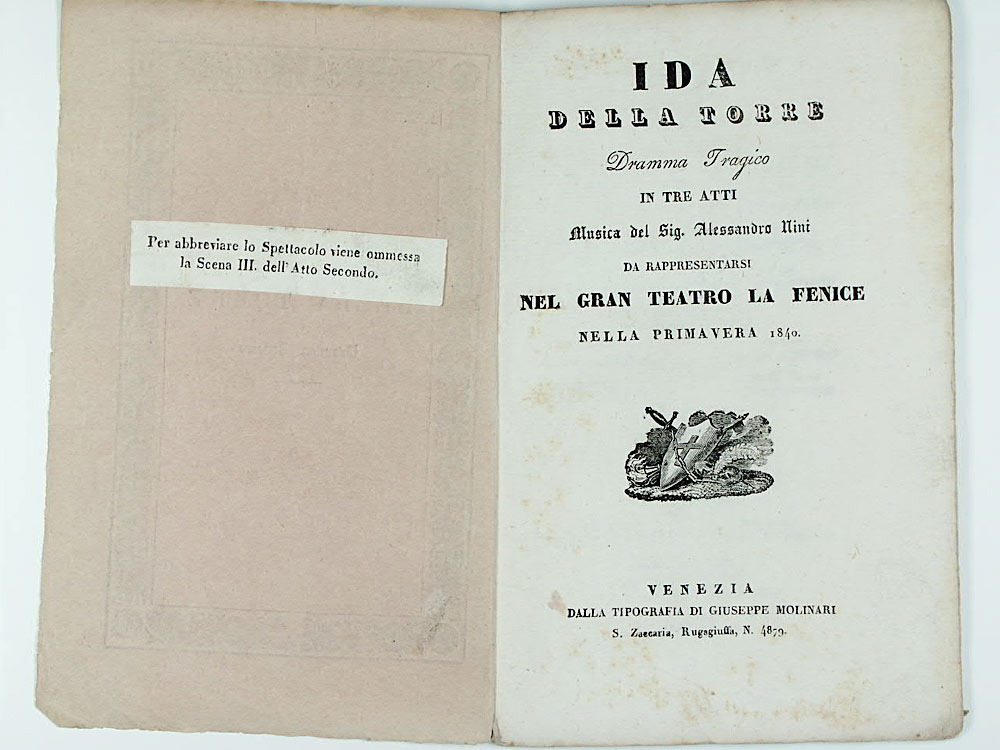 Per abbreviare lo Spettacolo viene ommessa
la Scena III. dell'Atto Secondo.
IDA
DELLA TORRE
Dramma Tragico
IN TRE ATTI
Musica del Sig. Alessandro Nini
DA RAPPRESENTARSI
NEL GRAN TEATRO LA FENICE
NELLA PRIMAVERA 1840.
VENEZIA
DALLA TIPOGRAFIA DI GIUSEPPE MOLINARI
S. Zaccaria, Rugagiuffa, N. 4879.